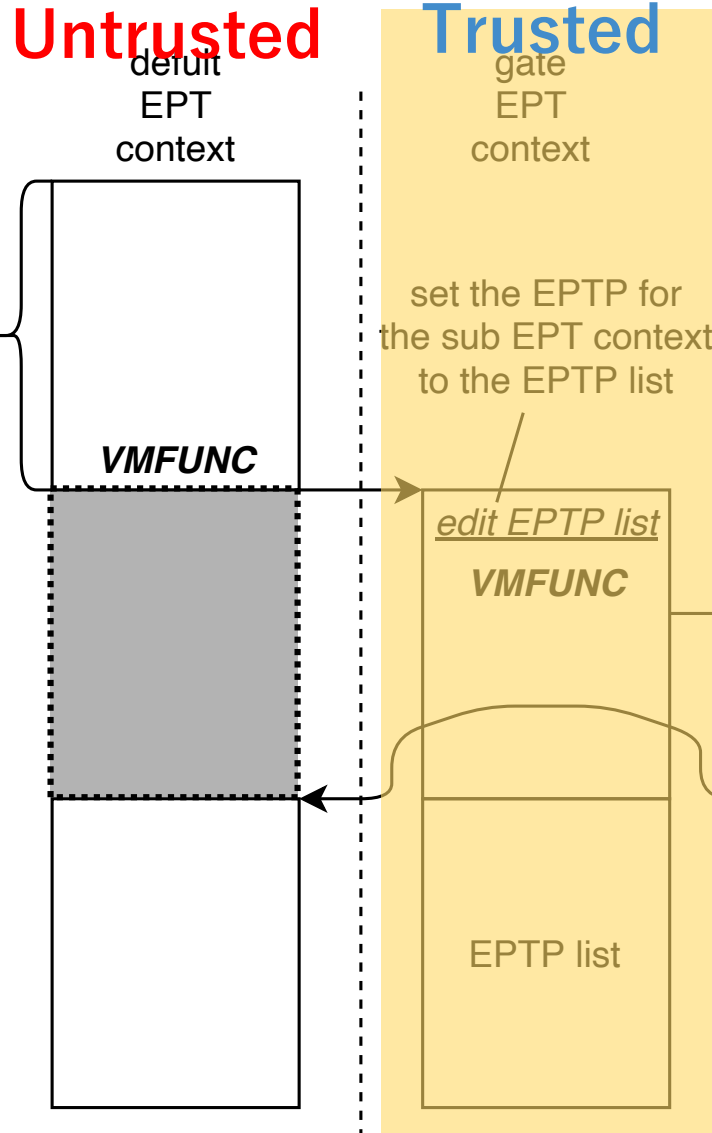 Untrusted
Trusted
defult
EPT
context
gate
EPT
context
set the EPTP for
the sub EPT context
to the EPTP list
VMFUNC
edit EPTP list
VMFUNC
EPTP list